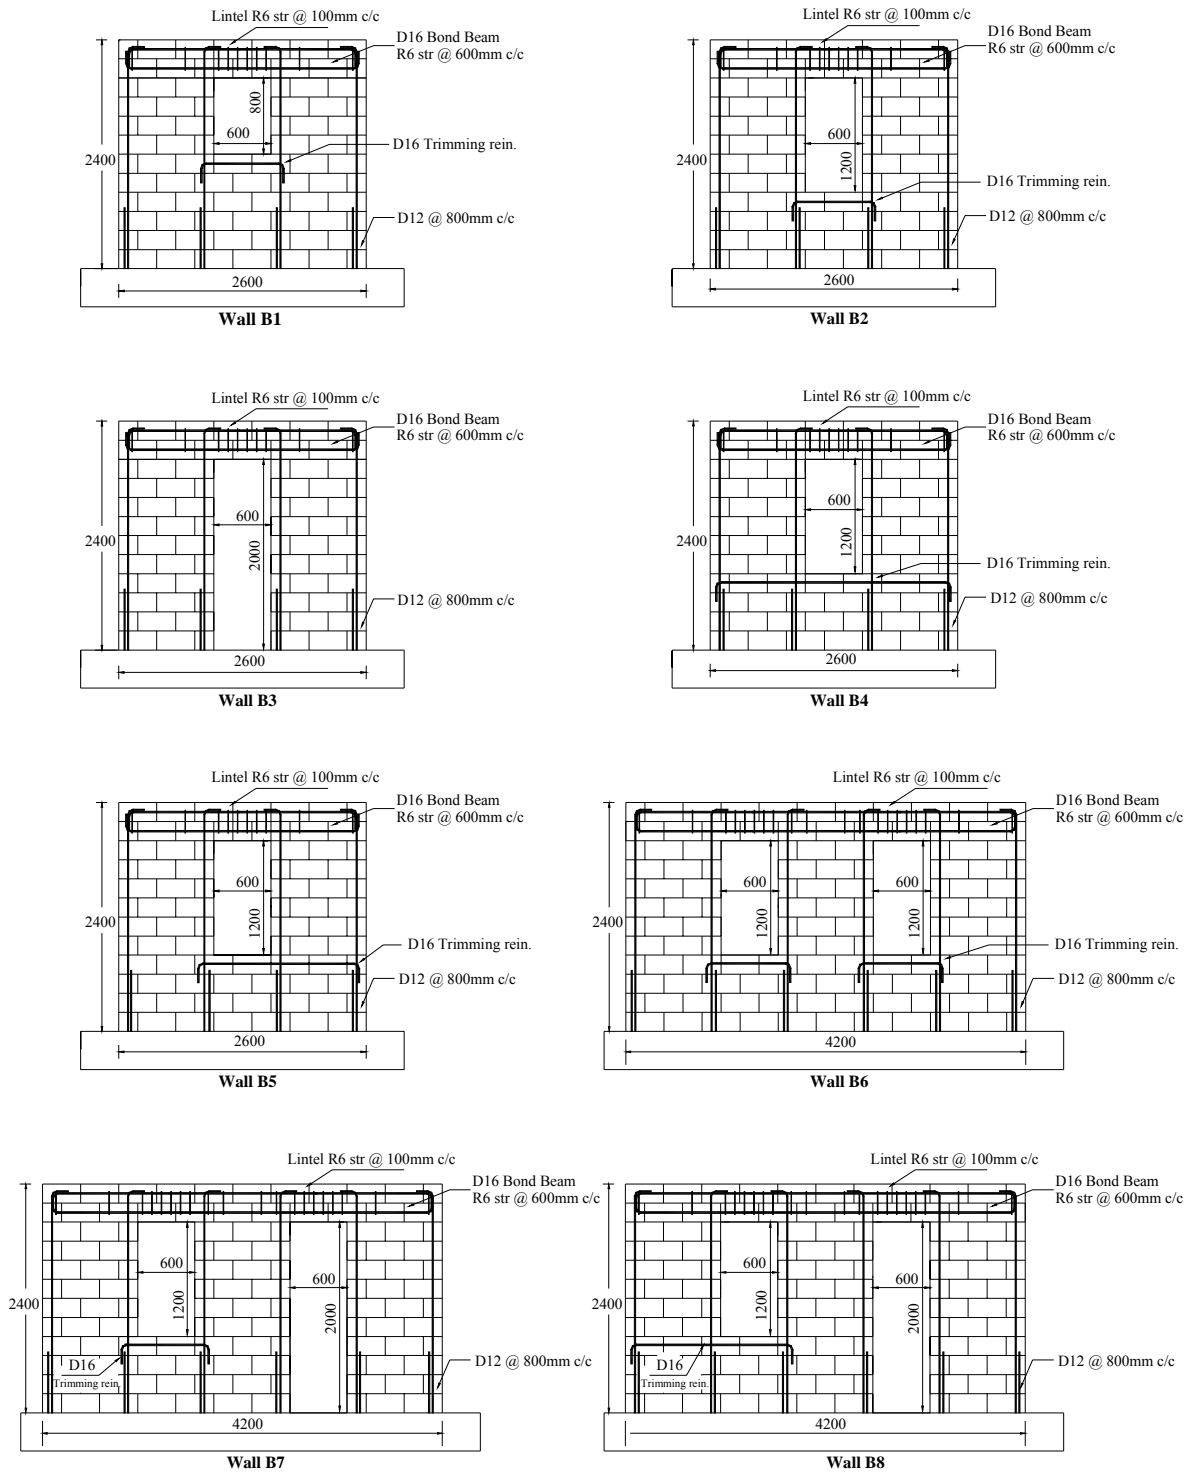 Lintel R6 str @ 100mm c/c
D16 Bond Beam
R6 str @ 600mm c/c
800
600
D16 Trimming rein.
2400
D12 @ 800mm c/c
2600
Wall B1
Lintel R6 str @ 100mm c/c
D16 Bond Beam
R6 str @ 600mm c/c
600
1200
2400
D16 Trimming rein.
D12 @ 800mm c/c
2600
Wall B2
Lintel R6 str @ 100mm c/c
D16 Bond Beam
R6 str @ 600mm c/c
600
2000
2400
D12 @ 800mm c/c
2600
Wall B3
Lintel R6 str @ 100mm c/c
D16 Bond Beam
R6 str @ 600mm c/c
600
1200
2400
D16 Trimming rein.
D12 @ 800mm c/c
2600
Wall B4
Lintel R6 str @ 100mm c/c
D16 Bond Beam
R6 str @ 600mm c/c
600
1200
2400
D16 Trimming rein.
D12 @ 800mm c/c
2600
Wall B5
Lintel R6 str @ 100mm c/c
D16 Bond Beam
R6 str @ 600mm c/c
600
600
1200
1200
2400
D16 Trimming rein.
D12 @ 800mm c/c
4200
Wall B6
Lintel R6 str @ 100mm c/c
D16 Bond Beam
R6 str @ 600mm c/c
600
600
1200
2000
2400
D16
Trimming rein.
D12 @ 800mm c/c
4200
Wall B7
Lintel R6 str @ 100mm c/c
D16 Bond Beam
R6 str @ 600mm c/c
600
600
1200
2000
2400
D16
Trimming rein.
D12 @ 800mm c/c
4200
Wall B8